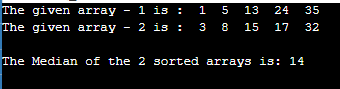 The given array - 1 is :  1  5  13  24  35
The given array - 2 is :  3  8  15  17  32
The Median of the 2 sorted arrays is: 14